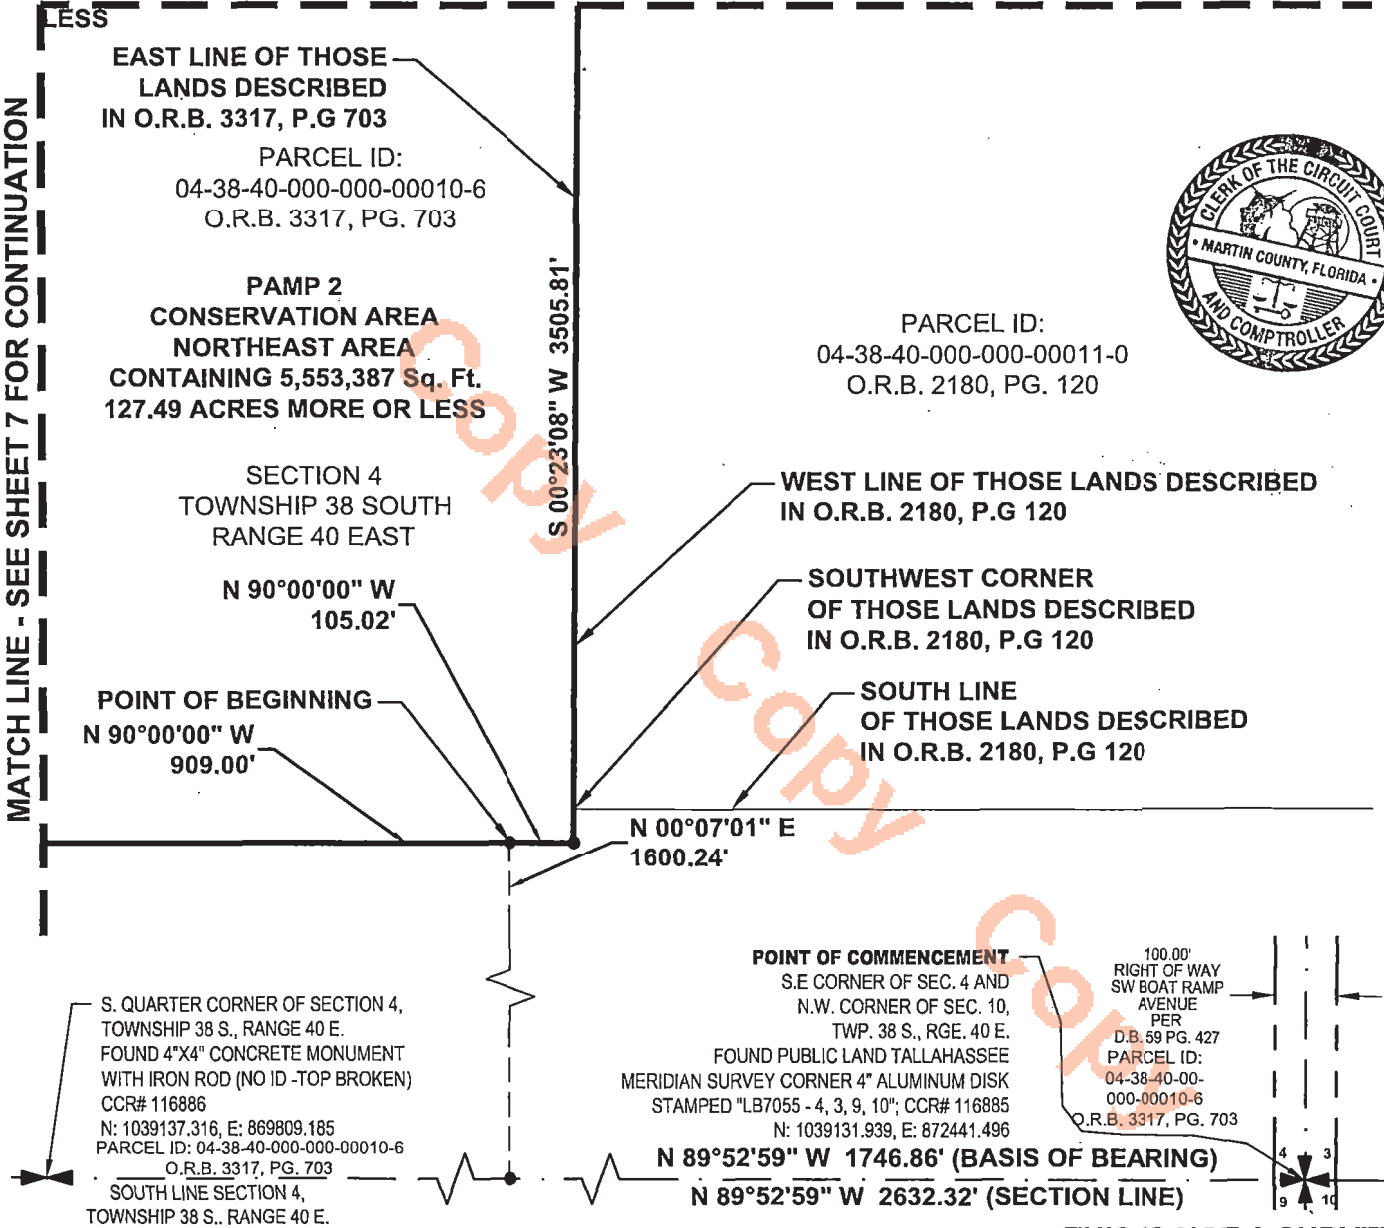 LESS
MATCH LINE - SEE SHEET 7 FOR CONTINUATION
EAST LINE OF THOSE
LANDS DESCRIBED
IN O.R.B. 3317, P.G 703
PARCEL ID:
04-38-40-000-000-00010-6
O.R.B. 3317, PG. 703
PAMP 2
CONSERVATION AREA
NORTHEAST AREA
CONTAINING 5,553,387 Sq. Ft.
127.49 ACRES MORE OR LESS
SECTION 4
TOWNSHIP 38 SOUTH
RANGE 40 EAST
N 90°00'00" W
105.02'
POINT OF BEGINNING
N 90°00'00" W
909.00'
S 00°23'08" W 3505.81'
CLERK OF THE CIRCUIT COURT
• MARTIN COUNTY, FLORIDA •
AND COMPTROLLER
PARCEL ID:
04-38-40-000-000-00011-0
O.R.B. 2180, PG. 120
WEST LINE OF THOSE LANDS DESCRIBED
IN O.R.B. 2180, P.G 120
SOUTHWEST CORNER
OF THOSE LANDS DESCRIBED
IN O.R.B. 2180, P.G 120
SOUTH LINE
OF THOSE LANDS DESCRIBED
IN O.R.B. 2180, P.G 120
N 00°07'01" E
1600.24'
Copy
Copy
Copy
S. QUARTER CORNER OF SECTION 4,
TOWNSHIP 38 S., RANGE 40 E.
FOUND 4"X4" CONCRETE MONUMENT
WITH IRON ROD (NO ID -TOP BROKEN)
CCR# 116886
N: 1039137.316, E: 869809.185
PARCEL ID: 04-38-40-000-000-00010-6
O.R.B. 3317, PG. 703
SOUTH LINE SECTION 4,
TOWNSHIP 38 S., RANGE 40 E.
POINT OF COMMENCEMENT
S.E CORNER OF SEC. 4 AND
N.W. CORNER OF SEC. 10,
TWP. 38 S., RGE. 40 E.
FOUND PUBLIC LAND TALLAHASSEE
MERIDIAN SURVEY CORNER 4" ALUMINUM DISK
STAMPED "LB7055 - 4, 3, 9, 10"; CCR# 116885
N: 1039131.939, E: 872441.496
100.00'
RIGHT OF WAY
SW BOAT RAMP
AVENUE
PER
D.B. 59 PG. 427
PARCEL ID:
04-38-40-00-
000-00010-6
O.R.B. 3317, PG. 703
N 89°52'59" W 1746.86' (BASIS OF BEARING)
N 89°52'59" W 2632.32' (SECTION LINE)
4 3
9 10